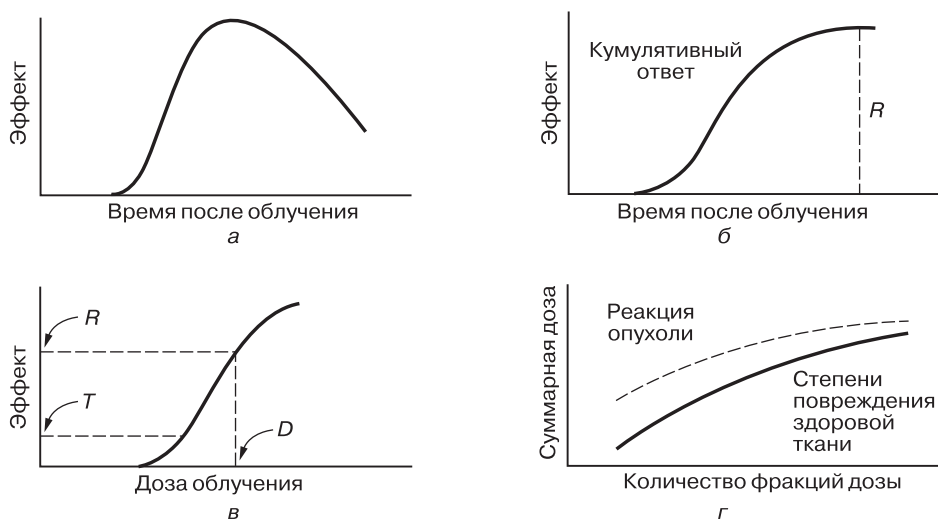 Эффект
Время после облучения
а
Эффект
Кумулятивный
ответ
R
Время после облучения
б
Эффект
R
T
D
Доза облучения
в
Суммарная доза
Реакция
опухоли
Степени
повреждения
здоровой
ткани
Количество фракций дозы
г